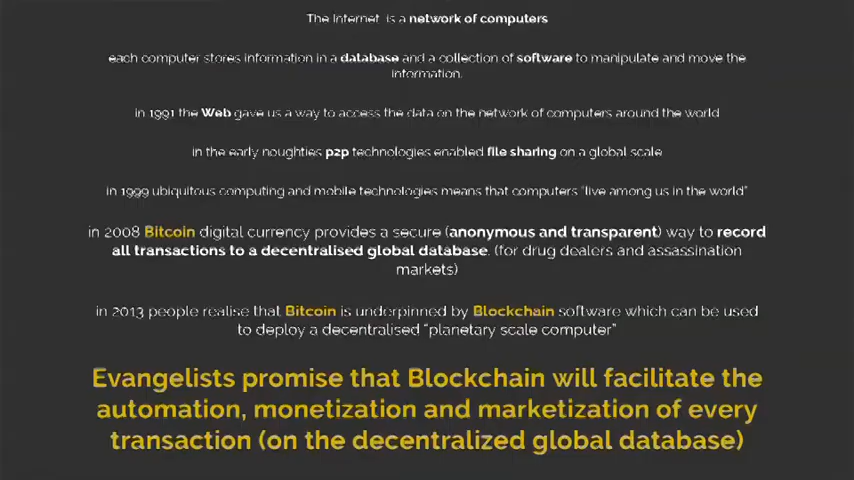 The Internet is a network of computers
each computer stores information in a database and a collection of software to manipulate and move the
information.
in 1991 the Web gave us a way to access the data on the network of computers around the world
in the early noughties p2p technologies enabled file sharing on a global scale
in 1999 ubiquitous computing and mobile technologies means that computers "live among us in the world"
in 2008 Bitcoin digital currency provides a secure (anonymous and transparent) way to record
all transactions to a decentralised global database. (for drug dealers and assassination
markets)
in 2013 people realise that Bitcoin is underpinned by Blockchain software which can be used
to deploy a decentralised "planetary scale computer"
Evangelists promise that Blockchain will facilitate the
automation, monetization and marketization of every
transaction (on the decentralized global database)